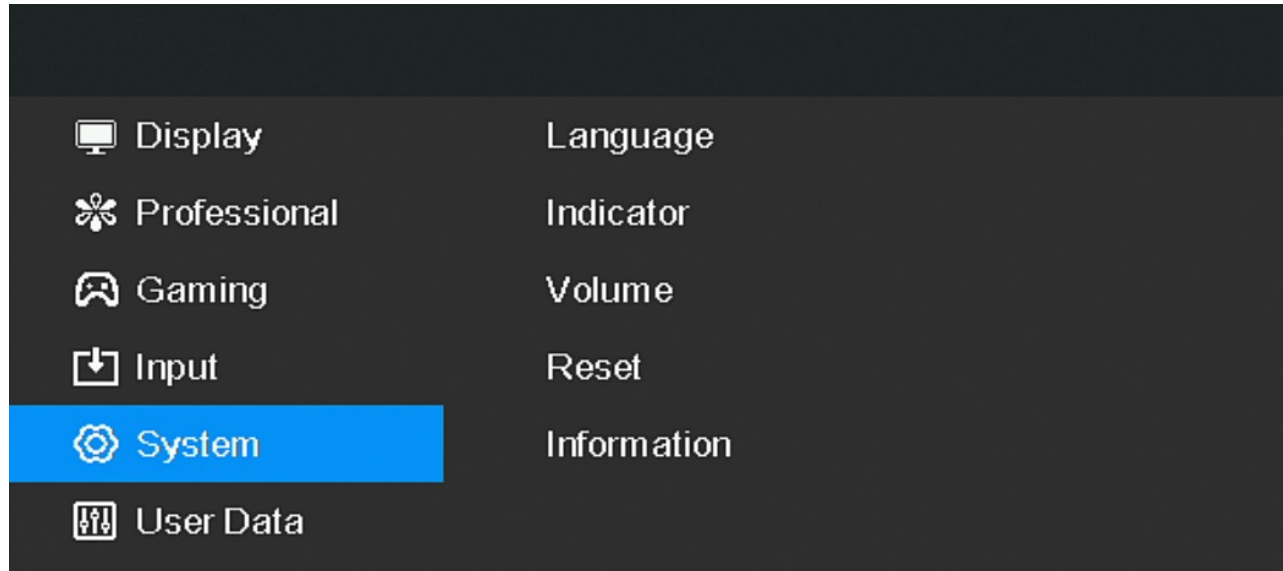 Display
Language
Professional
Indicator
Gaming
Volume
Input
Reset
System
Information
User Data